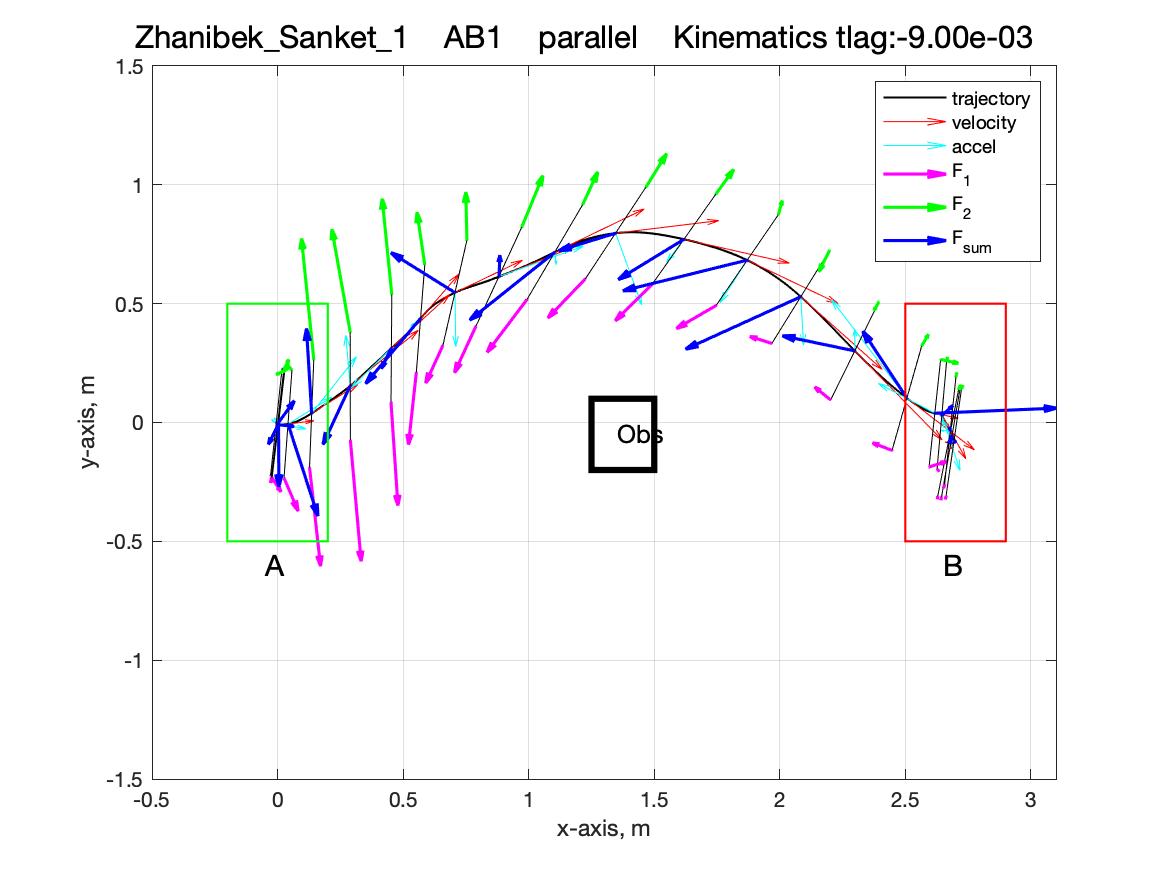 Zhanibek_Sanket_1 AB1 parallel Kinematics tlag:-9.00e-03
1.5
1
0.5
0
-0.5
-1
-1.5
y-axis, m
-0.5 0 0.5 1 1.5 2 2.5 3
x-axis, m
trajectory
velocity
accel
F1
F2
Fsum
Obs
A
B